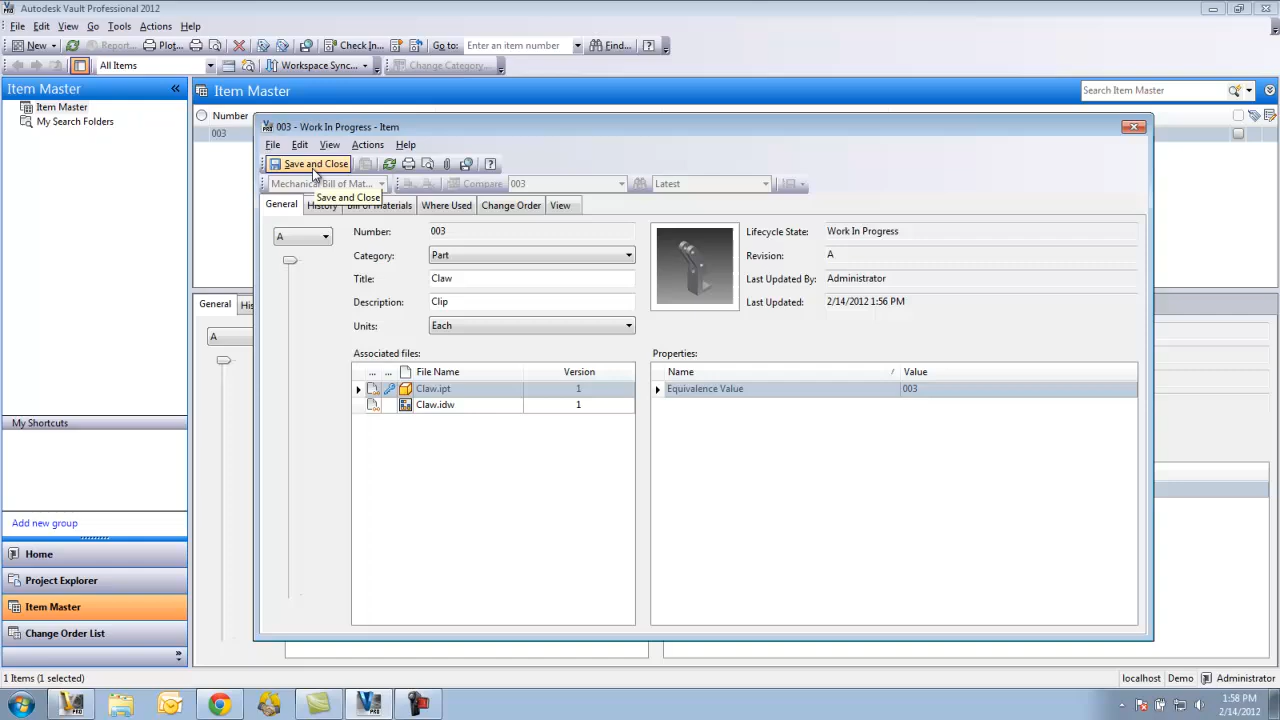 Autodesk Vault Professional 2012
File Edit View Go Tools Actions Help
New Report... Plot... Check In... Go to: Enter an item number Find...
All Items Workspace Sync... Change Category...
Item Master
Item Master
Search Item Master
Item Master
My Search Folders
Number
003
003 - Work In Progress - Item
File Edit View Actions Help
Save and Close
Mechanical Bill of Mat... Compare 003 Latest
Save and Close
General History Bill of Materials Where Used Change Order View
A
Number: 003
Category: Part
Title: Claw
Description: Clip
Units: Each
Lifecycle State: Work In Progress
Revision: A
Last Updated By: Administrator
Last Updated: 2/14/2012 1:56 PM
Associated files:
... ... File Name Version
Claw.ipt 1
Claw.idw 1
Properties:
Name / Value
Equivalence Value 003
General His
A
My Shortcuts
Add new group
Home
Project Explorer
Item Master
Change Order List
1 Items (1 selected)
localhost Demo Administrator
1:58 PM
2/14/2012